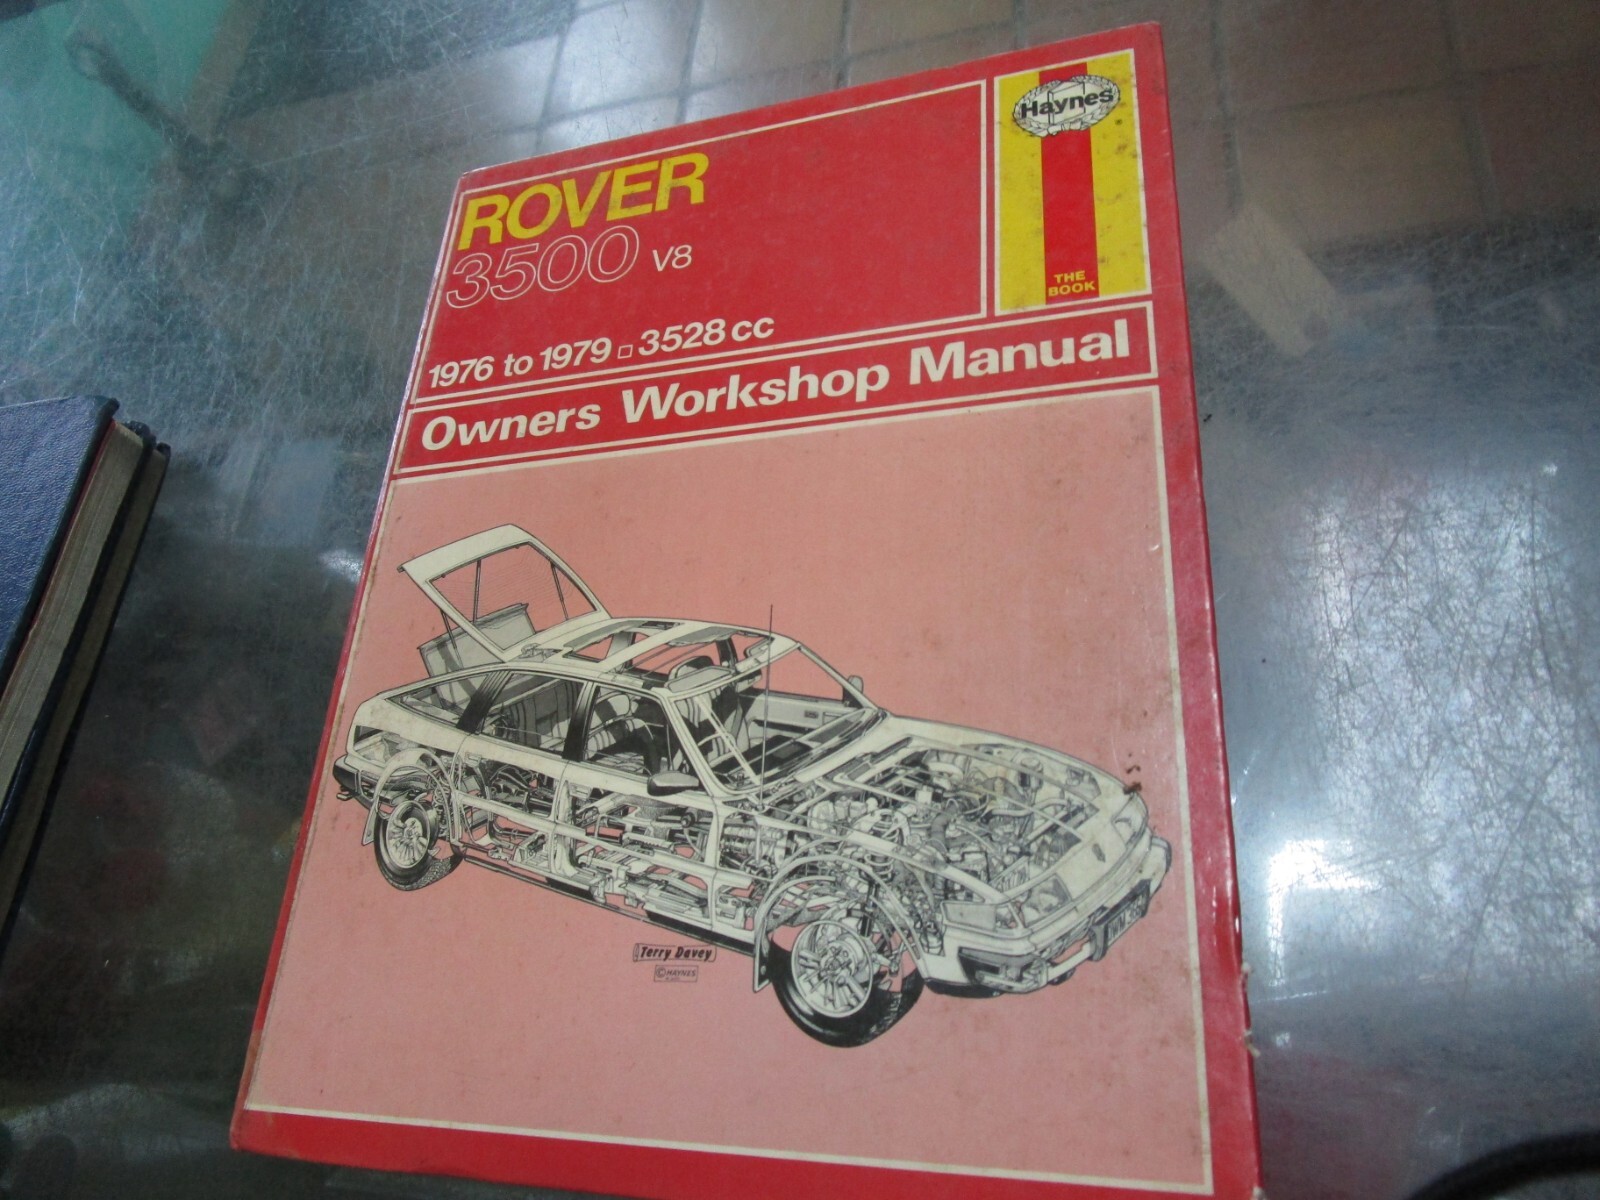 Haynes
ROVER
3500 V8
THE
BOOK
1976 to 1979 □ 3528 cc
Owners Workshop Manual
Terry Davey
© HAYNES